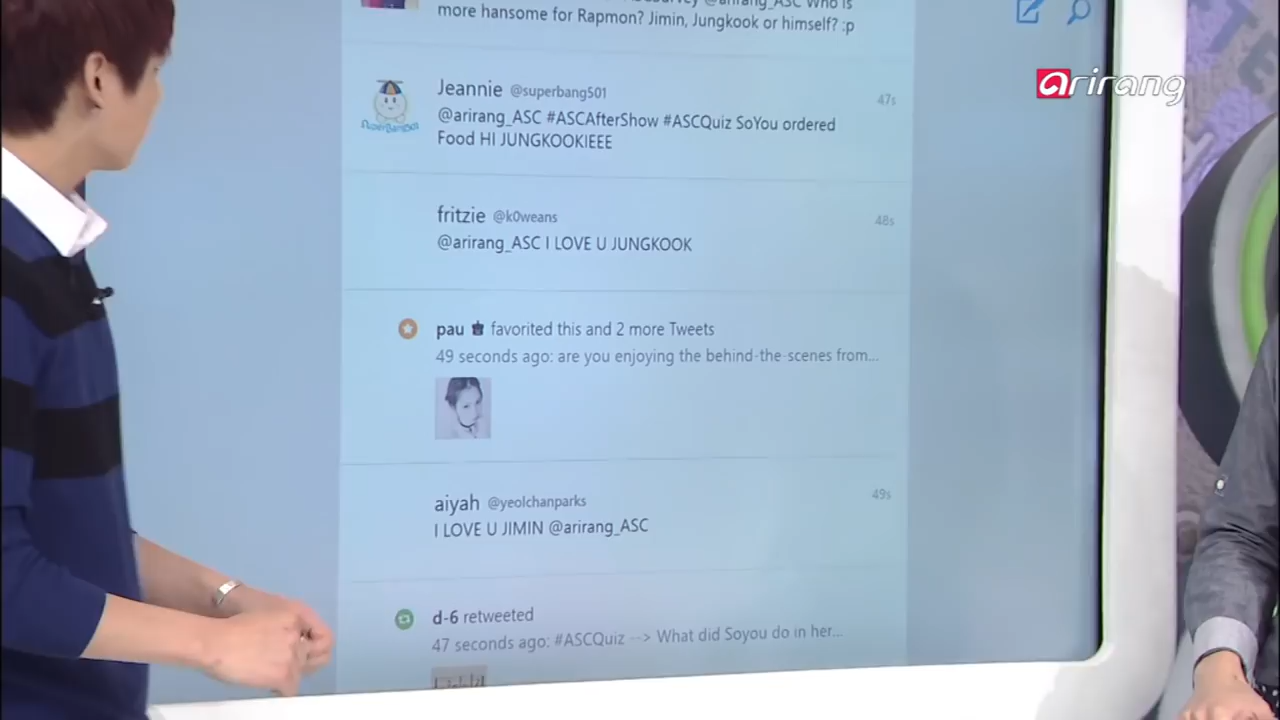 @arirang_ASC Who is
more hansome for Rapmon? Jimin, Jungkook or himself? :p
arirang
Jeannie @superbang501
47s
@arirang_ASC #ASCAfterShow #ASCQuiz SoYou ordered
Food HI JUNGKOOKIEEE
fritzie @k0weans
48s
@arirang_ASC I LOVE U JUNGKOOK
pau favorited this and 2 more Tweets
49 seconds ago: are you enjoying the behind-the-scenes from...
aiyah @yeolchanparks
49s
I LOVE U JIMIN @arirang_ASC
d-6 retweeted
47 seconds ago: #ASCQuiz --> What did Soyou do in her...